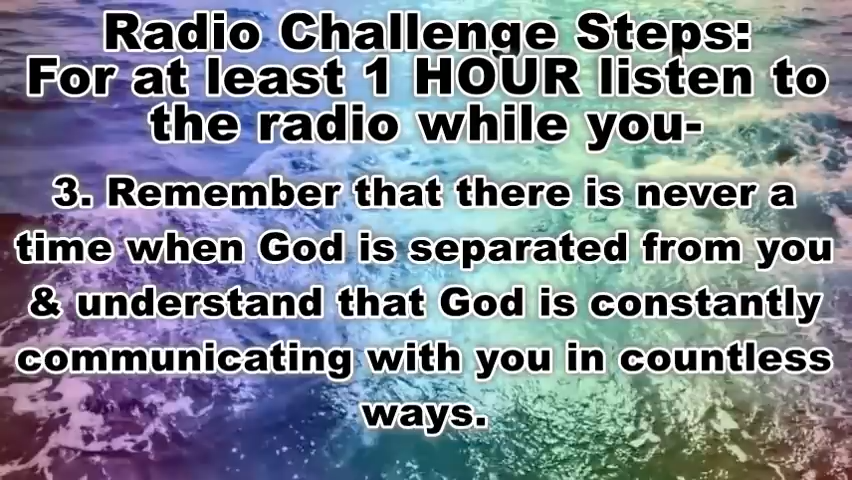 Radio Challenge Steps:
For at least 1 HOUR listen to
the radio while you-
3. Remember that there is never a
time when God is separated from you
& understand that God is constantly
communicating with you in countless
ways.